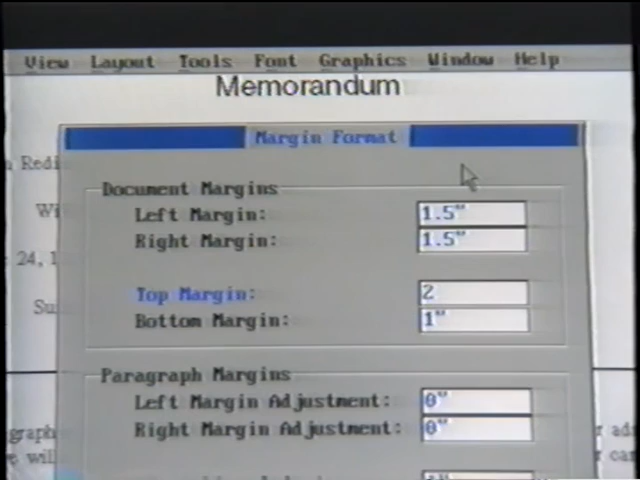 View Layout Tools Font Graphics Window Help
Memorandum
Margin Format
Document Margins
Left Margin: 1.5"
Right Margin: 1.5"
24,
Top Margin: 2
Bottom Margin: 1"
Paragraph Margins
Left Margin Adjustment: 0"
Right Margin Adjustment: 0"